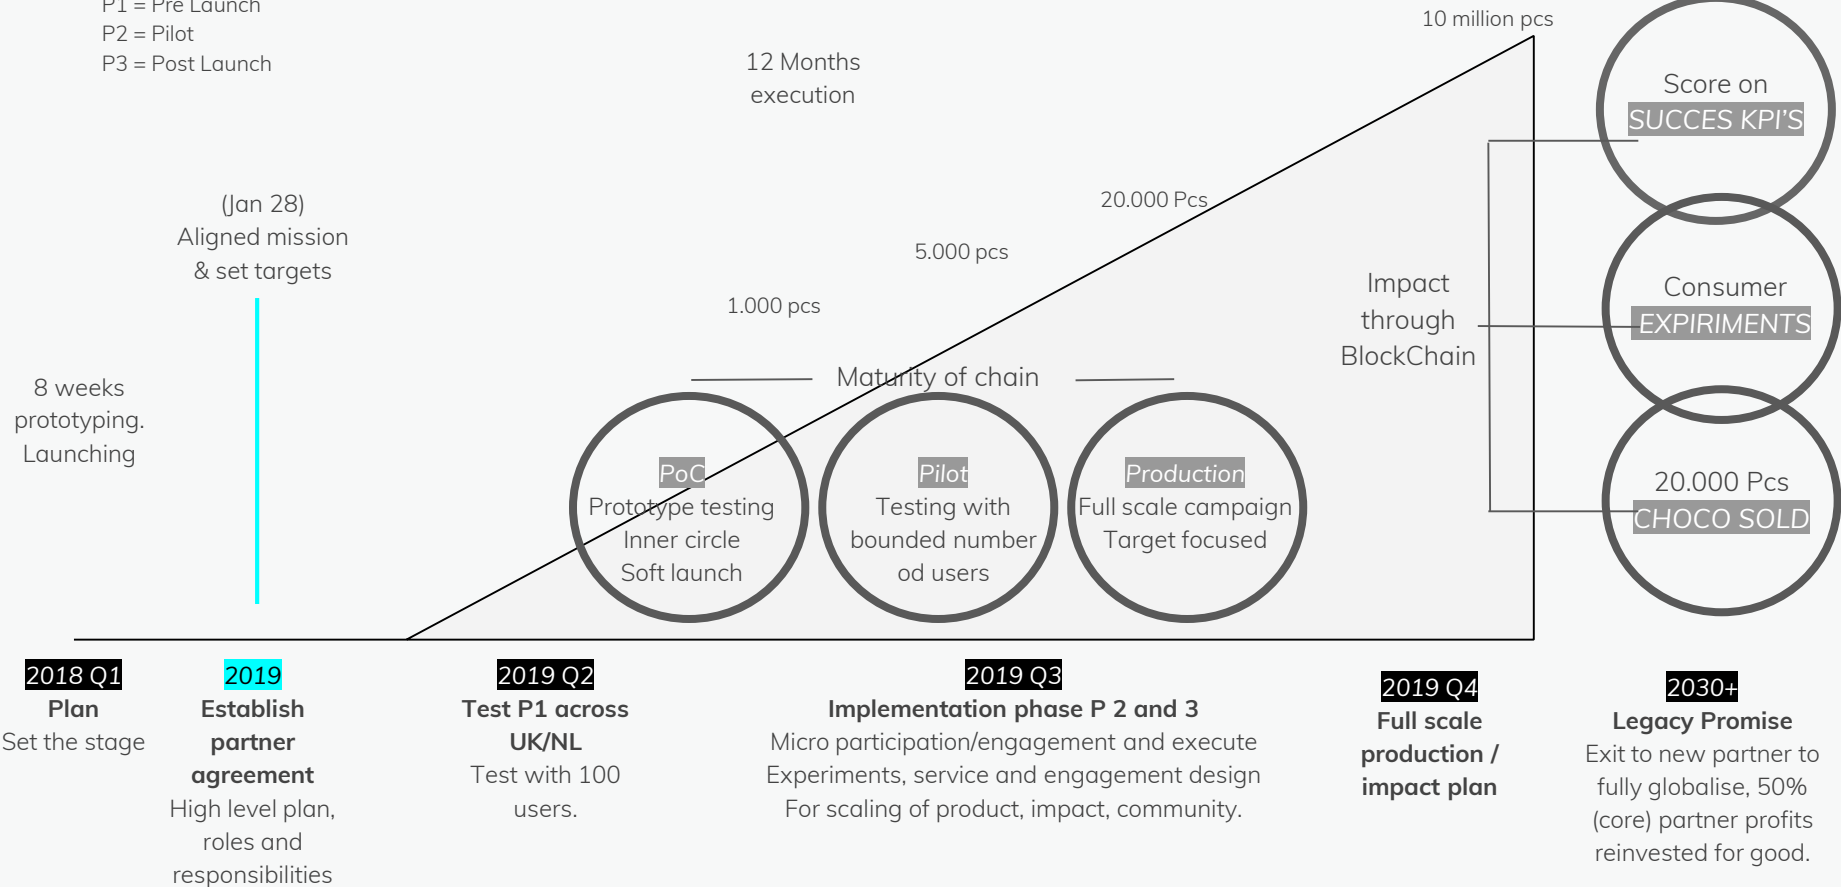 P1 = Pre Launch
P2 = Pilot
P3 = Post Launch
12 Months
execution
10 million pcs
20.000 Pcs
5.000 pcs
1.000 pcs
(Jan 28)
Aligned mission
& set targets
8 weeks
prototyping.
Launching
Maturity of chain
PoC
Prototype testing
Inner circle
Soft launch
Pilot
Testing with
bounded number
od users
Production
Full scale campaign
Target focused
Impact
through
BlockChain
Score on
SUCCES KPI'S
Consumer
EXPIRIMENTS
20.000 Pcs
CHOCO SOLD
2018 Q1
Plan
Set the stage
2019
Establish
partner
agreement
High level plan,
roles and
responsibilities
2019 Q2
Test P1 across
UK/NL
Test with 100
users.
2019 Q3
Implementation phase P 2 and 3
Micro participation/engagement and execute
Experiments, service and engagement design
For scaling of product, impact, community.
2019 Q4
Full scale
production /
impact plan
2030+
Legacy Promise
Exit to new partner to
fully globalise, 50%
(core) partner profits
reinvested for good.